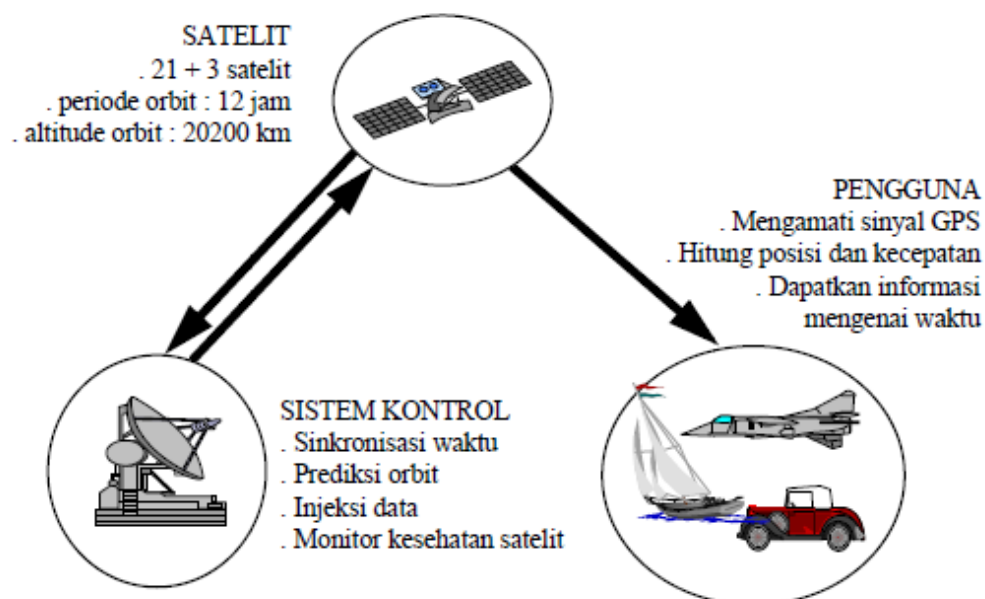 SATELIT
. 21 + 3 satelit
. periode orbit : 12 jam
. altitude orbit : 20200 km
PENGGUNA
. Mengamati sinyal GPS
. Hitung posisi dan kecepatan
. Dapatkan informasi
mengenai waktu
SISTEM KONTROL
. Sinkronisasi waktu
. Prediksi orbit
. Injeksi data
. Monitor kesehatan satelit